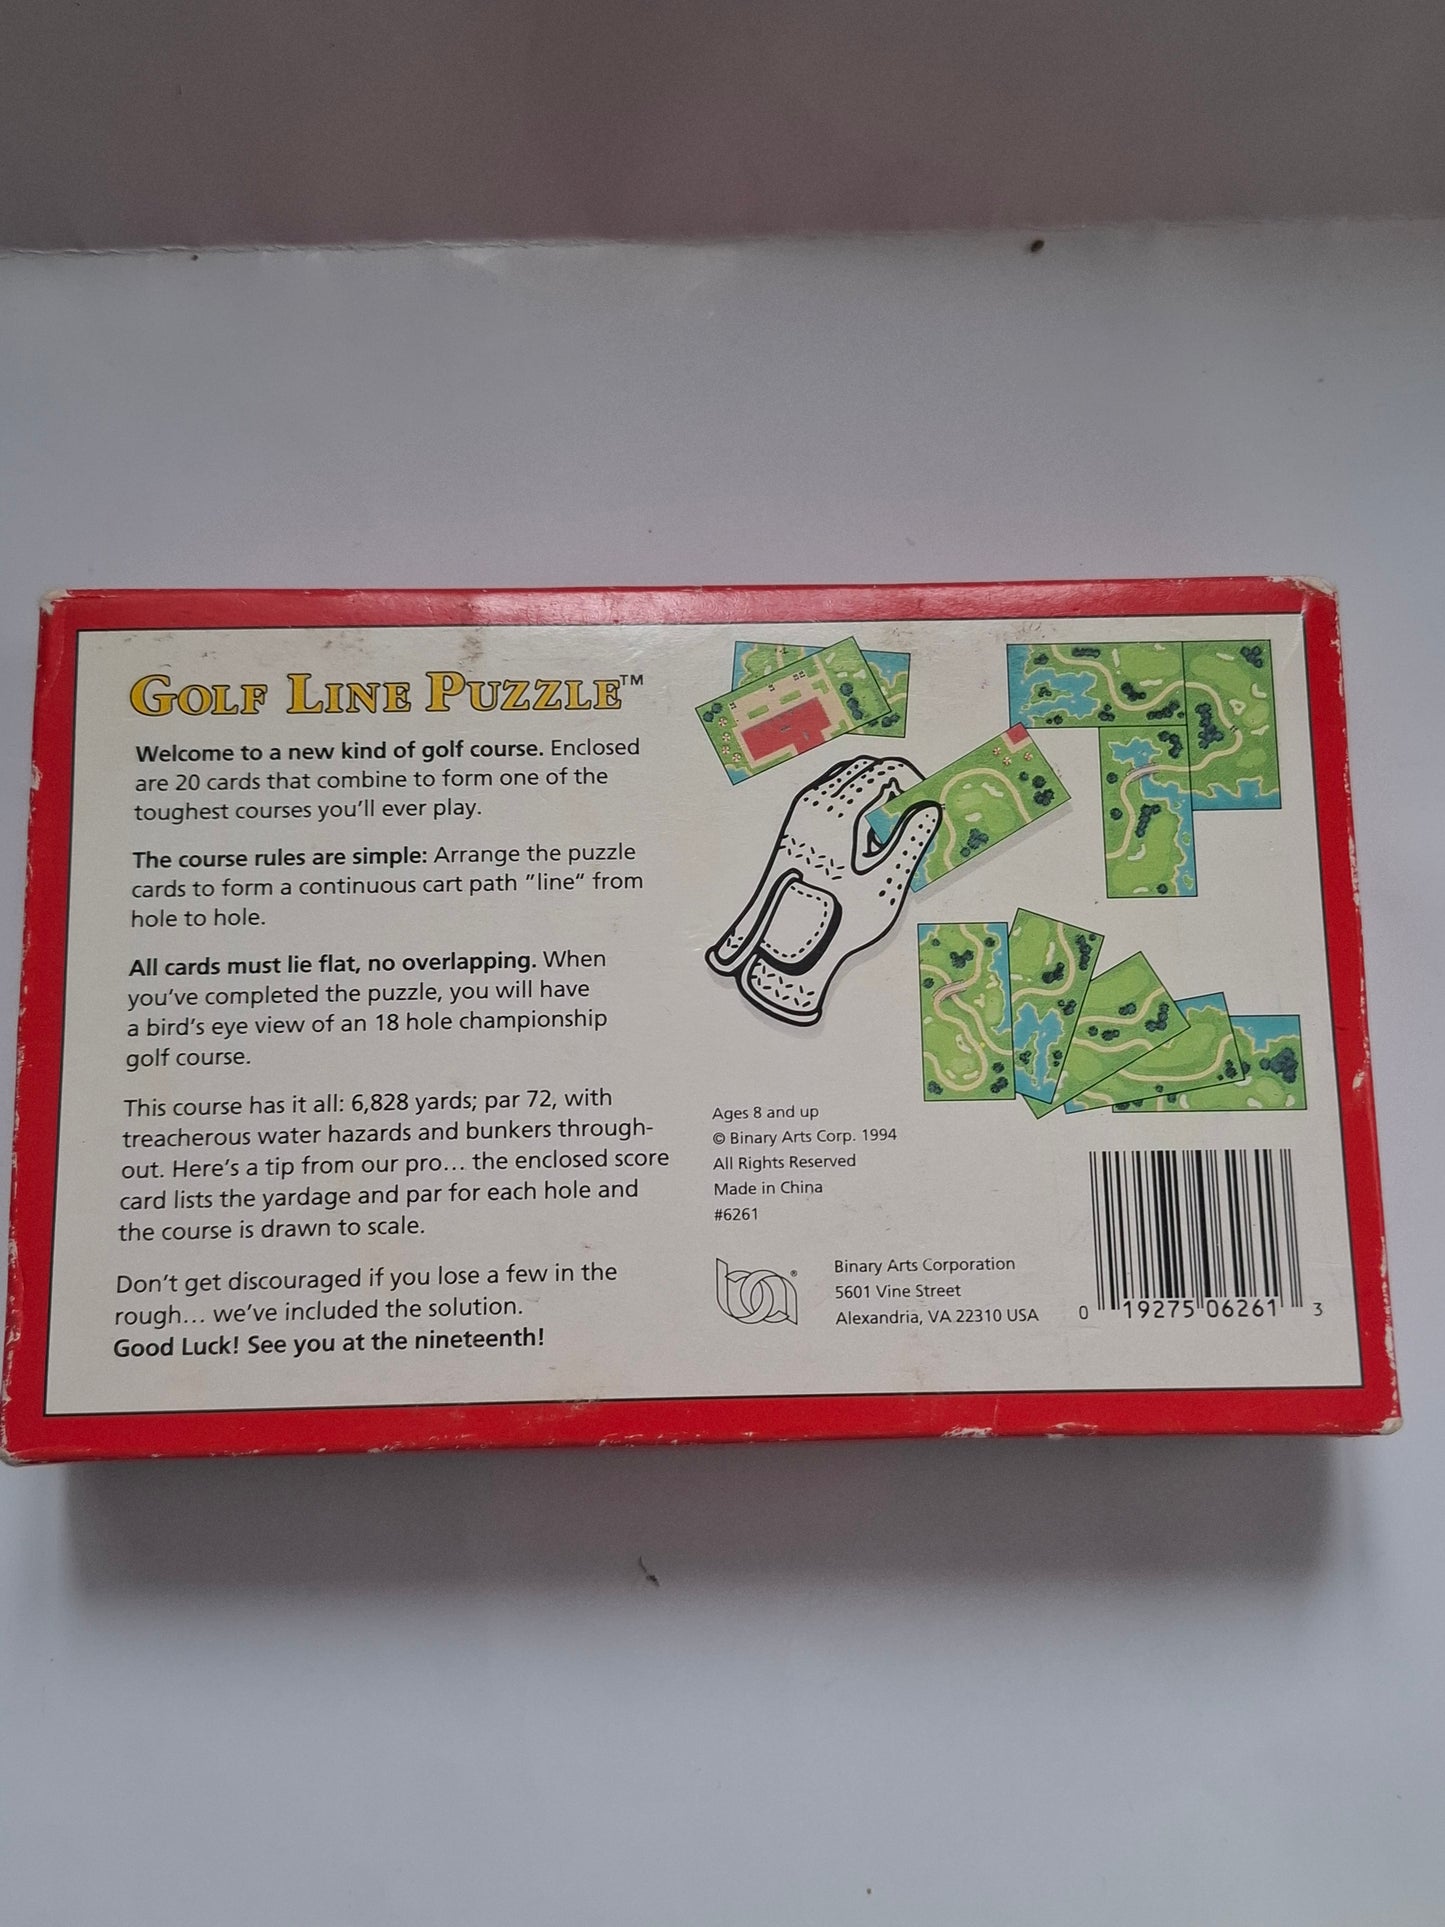 GOLF LINE PUZZLE™
Welcome to a new kind of golf course. Enclosed
are 20 cards that combine to form one of the
toughest courses you'll ever play.
The course rules are simple: Arrange the puzzle
cards to form a continuous cart path "line" from
hole to hole.
All cards must lie flat, no overlapping. When
you've completed the puzzle, you will have
a bird's eye view of an 18 hole championship
golf course.
This course has it all: 6,828 yards; par 72, with
treacherous water hazards and bunkers through-
out. Here's a tip from our pro... the enclosed score
card lists the yardage and par for each hole and
the course is drawn to scale.
Don't get discouraged if you lose a few in the
rough... we've included the solution.
Good Luck! See you at the nineteenth!
Ages 8 and up
© Binary Arts Corp. 1994
All Rights Reserved
Made in China
#6261
ba®
Binary Arts Corporation
5601 Vine Street
Alexandria, VA 22310 USA
0 19275 06261 3